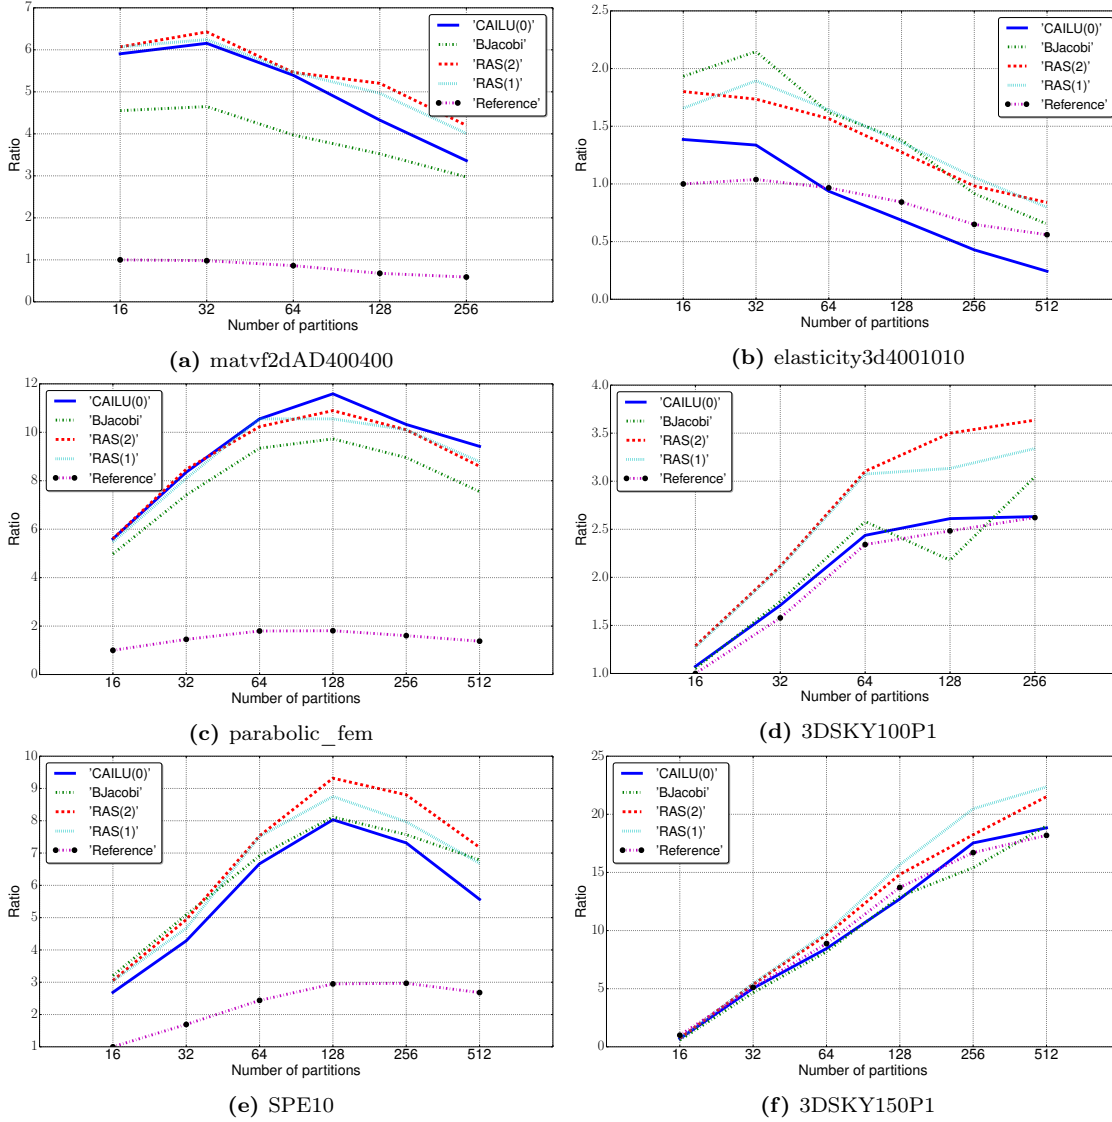 7
6
5
4
3
2
1
0
Ratio
'CAILU(0)'
'BJacobi'
'RAS(2)'
'RAS(1)'
'Reference'
16 32 64 128 256
Number of partitions
(a) matvf2dAD400400
2.5
2.0
1.5
1.0
0.5
0.0
Ratio
'CAILU(0)'
'BJacobi'
'RAS(2)'
'RAS(1)'
'Reference'
16 32 64 128 256 512
Number of partitions
(b) elasticity3d4001010
12
10
8
6
4
2
0
Ratio
'CAILU(0)'
'BJacobi'
'RAS(2)'
'RAS(1)'
'Reference'
16 32 64 128 256 512
Number of partitions
(c) parabolic_fem
4.0
3.5
3.0
2.5
2.0
1.5
1.0
Ratio
'CAILU(0)'
'BJacobi'
'RAS(2)'
'RAS(1)'
'Reference'
16 32 64 128 256
Number of partitions
(d) 3DSKY100P1
10
9
8
7
6
5
4
3
2
1
Ratio
'CAILU(0)'
'BJacobi'
'RAS(2)'
'RAS(1)'
'Reference'
16 32 64 128 256 512
Number of partitions
(e) SPE10
25
20
15
10
5
0
Ratio
'CAILU(0)'
'BJacobi'
'RAS(2)'
'RAS(1)'
'Reference'
16 32 64 128 256 512
Number of partitions
(f) 3DSKY150P1